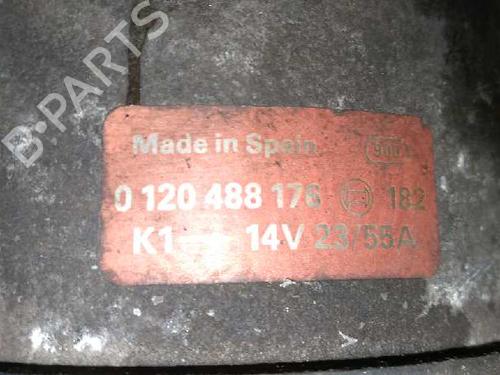 B-PARTS
Made in Spain
0 120 488 176 182
K1→ 14V 23/55A